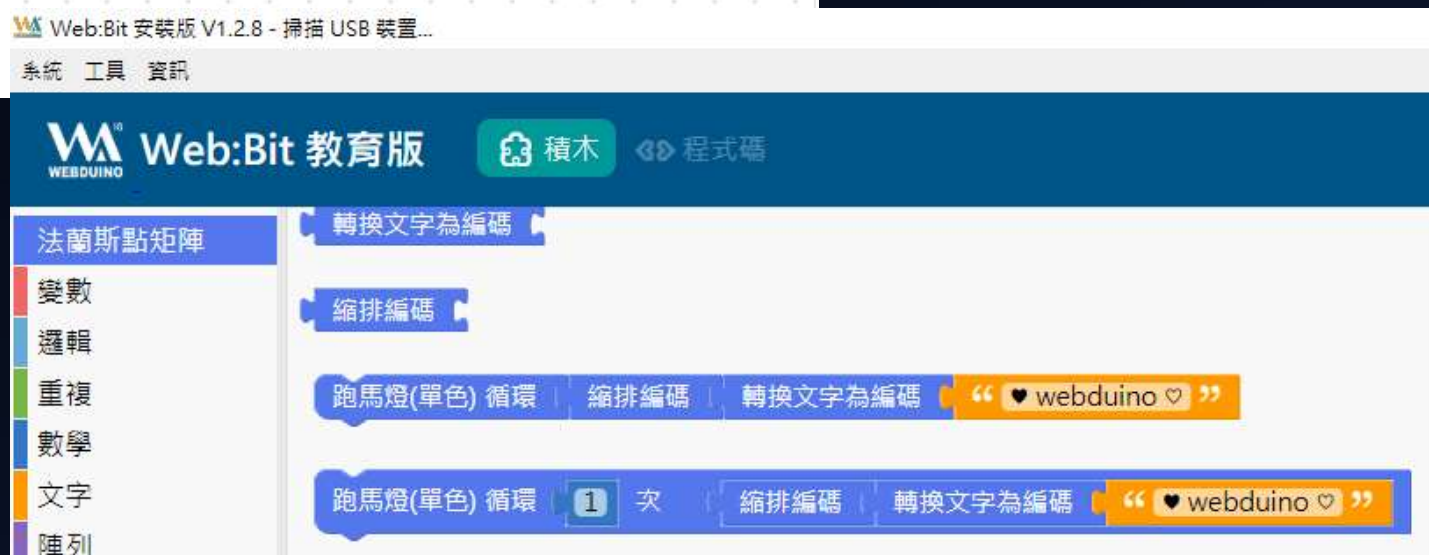 Web:Bit 安裝版 V1.2.8 - 掃描 USB 裝置...
系統 工具 資訊
WEBDUINO Web:Bit 教育版 積木 程式碼
法蘭斯點矩陣
變數
邏輯
重複
數學
文字
陣列
轉換文字為編碼
縮排編碼
跑馬燈(單色) 循環 縮排編碼 轉換文字為編碼 “ ♥ webduino ♡ ”
跑馬燈(單色) 循環 1 次 縮排編碼 轉換文字為編碼 “ ♥ webduino ♡ ”